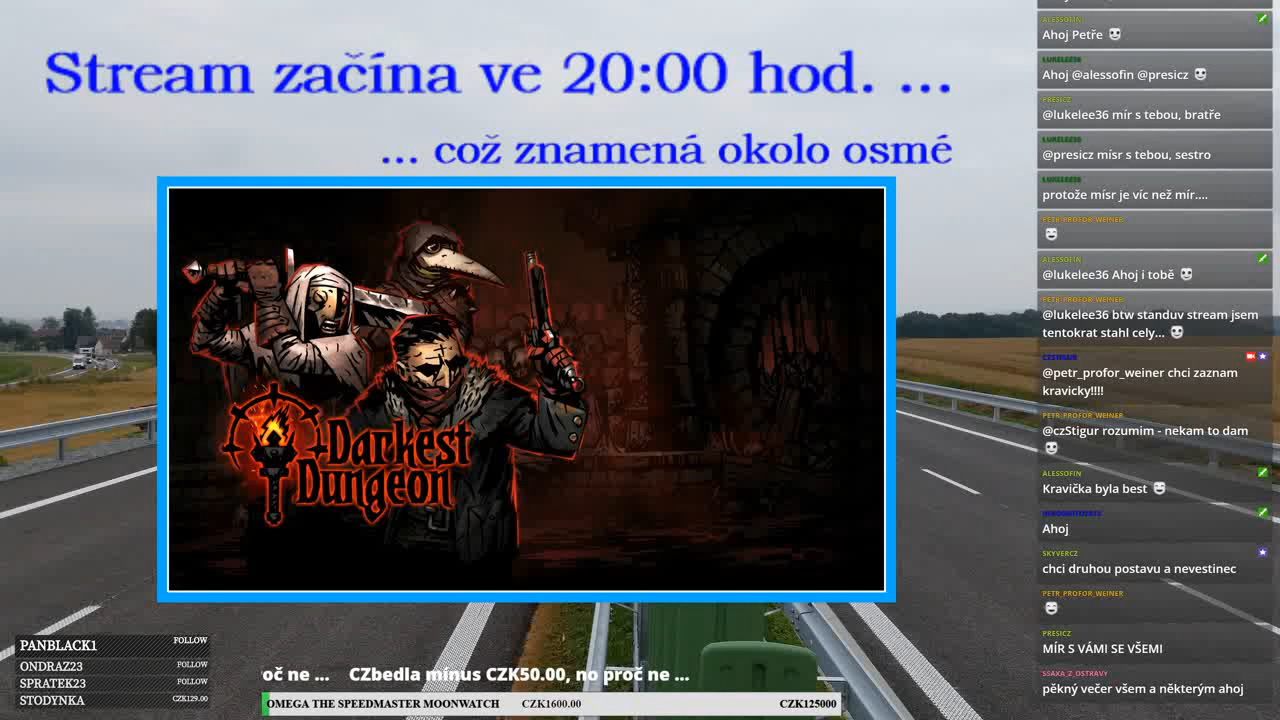 Stream začína ve 20:00 hod. ...
... což znamená okolo osmé
Darkest
Dungeon
PANBLACK1 FOLLOW
ONDRAZ23 FOLLOW
SPRATEK23 FOLLOW
STODYNKA CZK129.00
oč ne ... CZbedla mínus CZK50.00, no proč ne ...
OMEGA THE SPEEDMASTER MOONWATCH CZK1600.00 CZK125000
ALESSOFIN
Ahoj Petře
LUKELEE36
Ahoj @alessofin @presicz
PRESICZ
@lukelee36 mír s tebou, bratře
LUKELEE36
@presicz mísr s tebou, sestro
LUKELEE36
protože mísr je víc než mír....
PETR_PROFOR_WEINER
ALESSOFIN
@lukelee36 Ahoj i tobě
PETR_PROFOR_WEINER
@lukelee36 btw standuv stream jsem
tentokrat stahl cely...
CZSTIGUR
@petr_profor_weiner chci zaznam
kravicky!!!!
PETR_PROFOR_WEINER
@czStigur rozumim - nekam to dam
ALESSOFIN
Kravička byla best
Ahoj
SKYVERCZ
chci druhou postavu a nevestinec
PETR_PROFOR_WEINER
PRESICZ
MÍR S VÁMI SE VŠEMI
SSAKA_Z_OSTRAVY
pěkný večer všem a některým ahoj